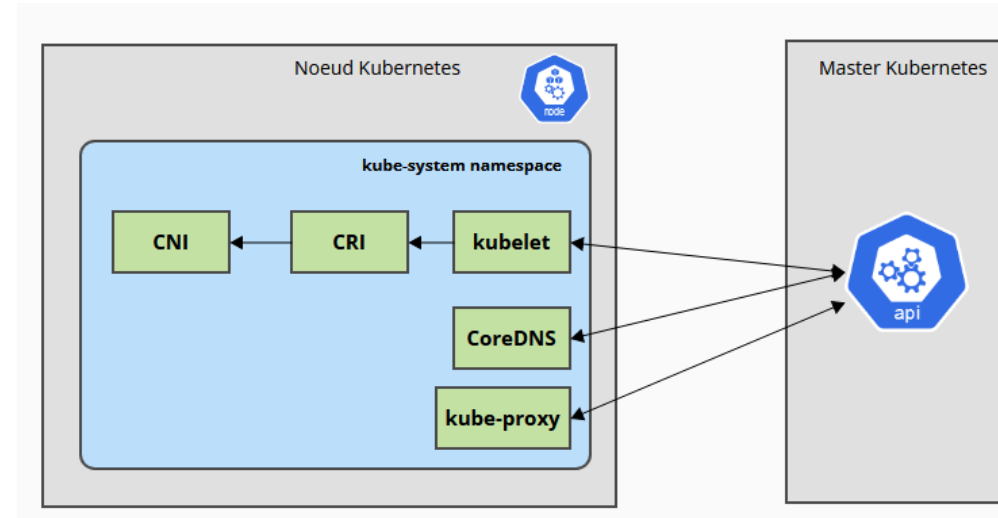 Noeud Kubernetes
Master Kubernetes
node
kube-system namespace
CNI
CRI
kubelet
CoreDNS
kube-proxy
api